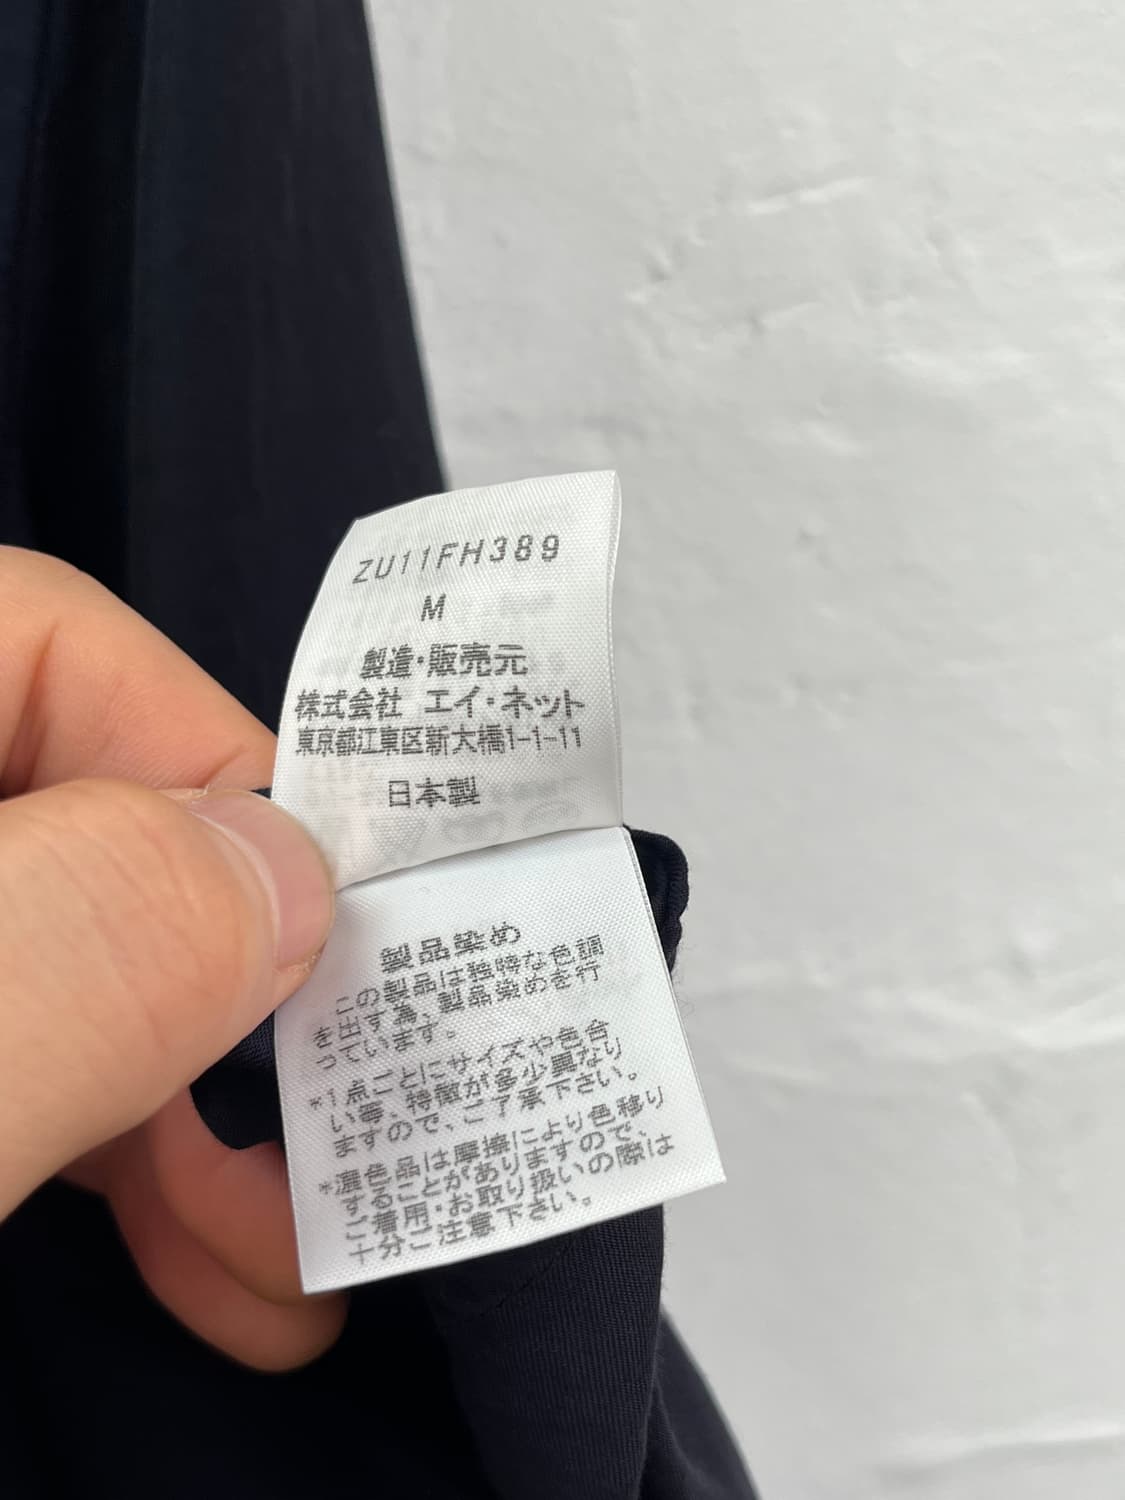 ZU11FH389
M
製造・販売元
株式会社 エイ・ネット
東京都江東区新大橋1-1-11
日本製
製品染め
この製品は独特な色調
を出す為、製品染めを行
っています。
*1点ごとにサイズや色合
い等、特徴が多少異なり
ますので、ご了承下さい。
*濃色品は摩擦により色移り
することがありますので、
ご着用・お取り扱いの際は
十分ご注意下さい。